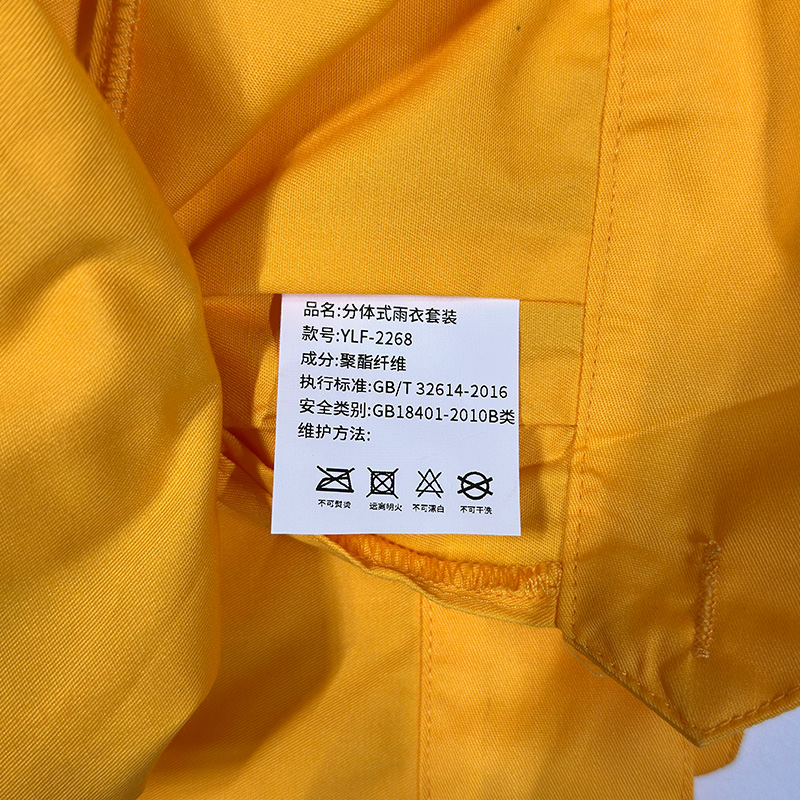 品名:分体式雨衣套装
款号:YLF-2268
成分:聚酯纤维
执行标准:GB/T 32614-2016
安全类别:GB18401-2010B类
维护方法:
不可熨烫 远离明火 不可漂白 不可干洗